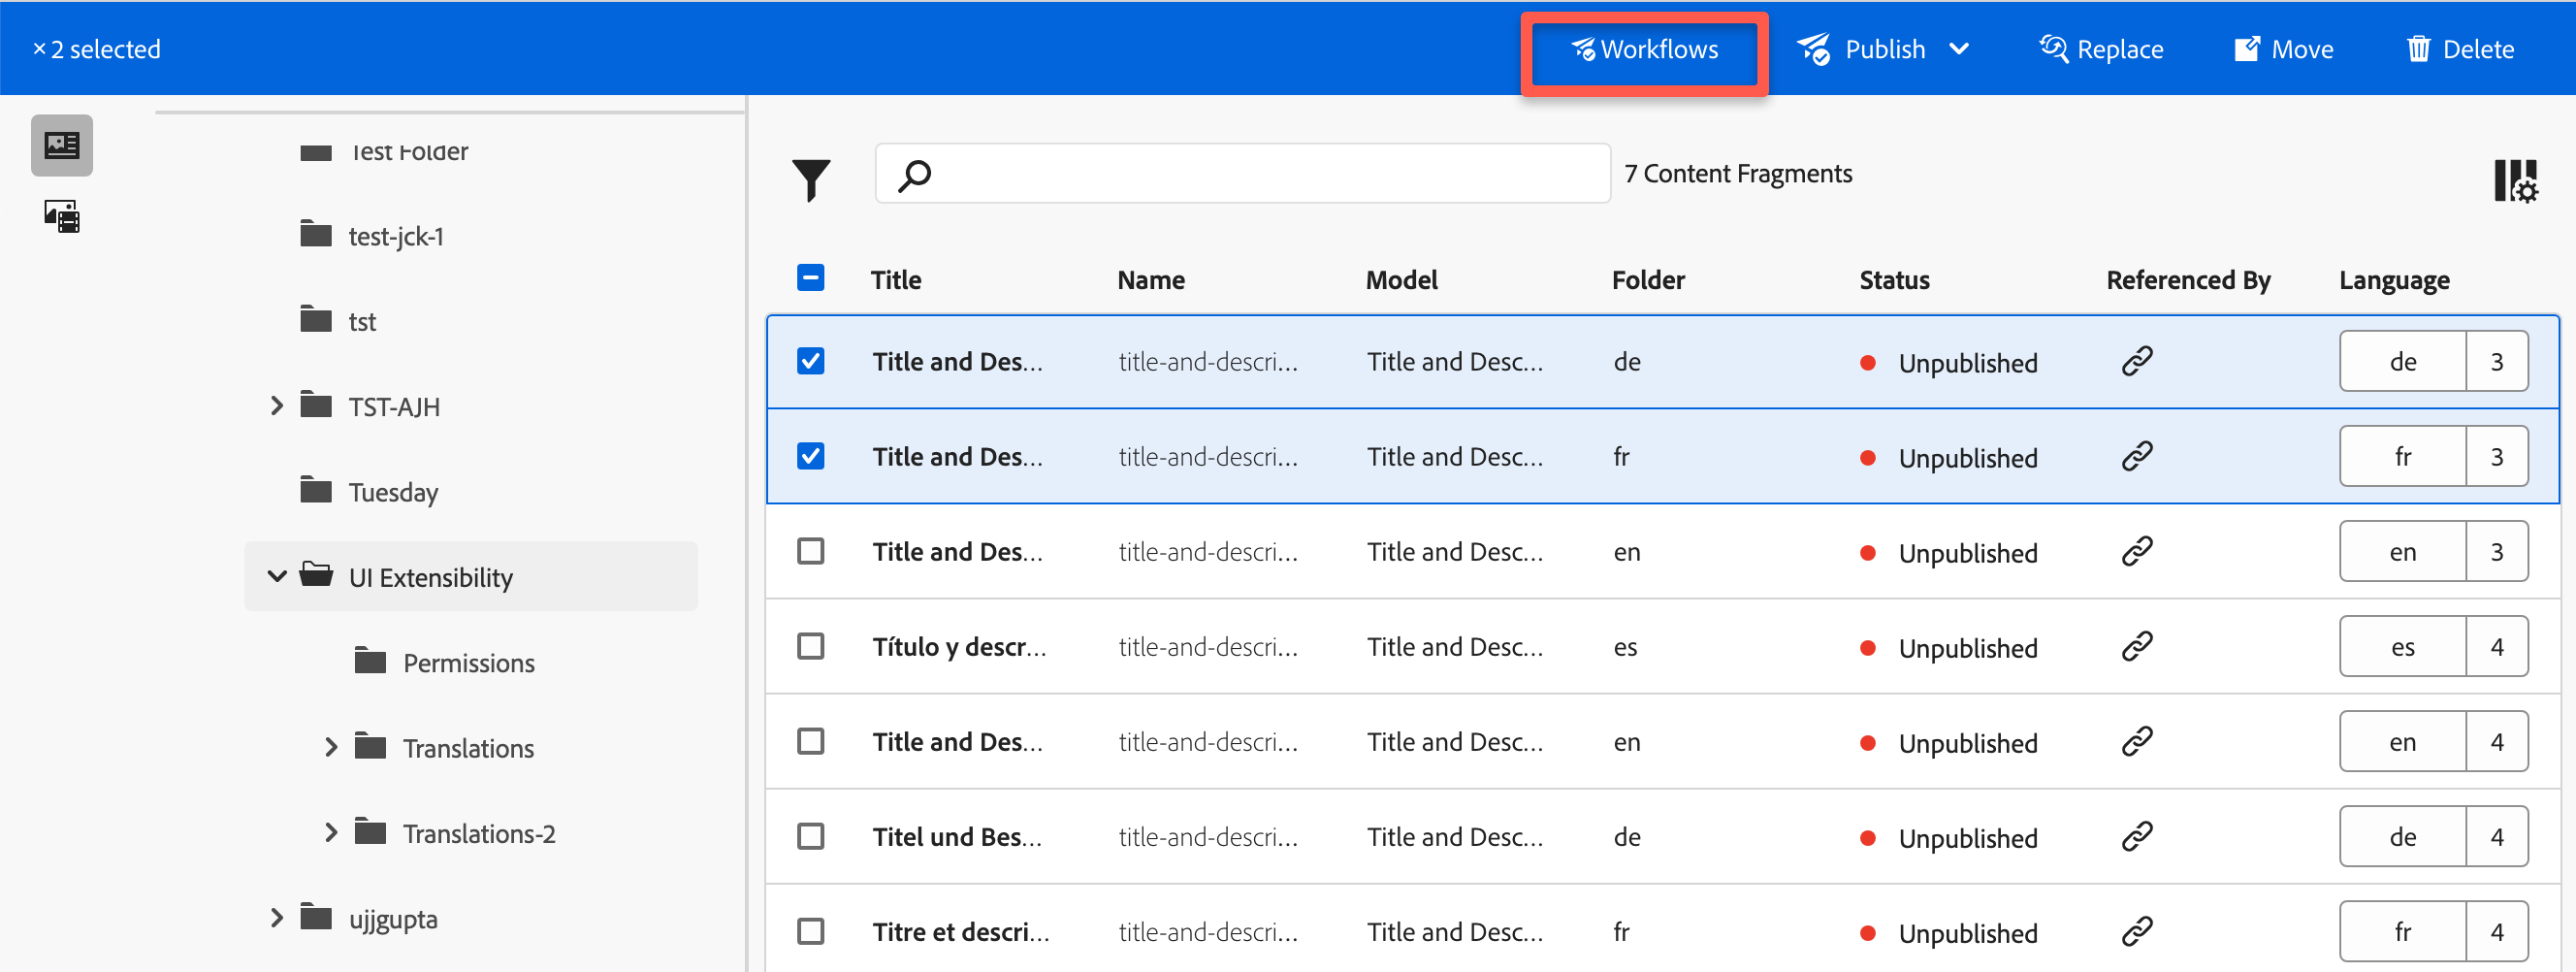 × 2 selected Workflows Publish Replace Move Delete
Test Folder
test-jck-1
tst
TST-AJH
Tuesday
UI Extensibility
Permissions
Translations
Translations-2
ujjgupta
7 Content Fragments
Title Name Model Folder Status Referenced By Language
Title and Des... title-and-descri... Title and Desc... de Unpublished de 3
Title and Des... title-and-descri... Title and Desc... fr Unpublished fr 3
Title and Des... title-and-descri... Title and Desc... en Unpublished en 3
Título y descr... title-and-descri... Title and Desc... es Unpublished es 4
Title and Des... title-and-descri... Title and Desc... en Unpublished en 4
Titel und Bes... title-and-descri... Title and Desc... de Unpublished de 4
Titre et descri... title-and-descri... Title and Desc... fr Unpublished fr 4